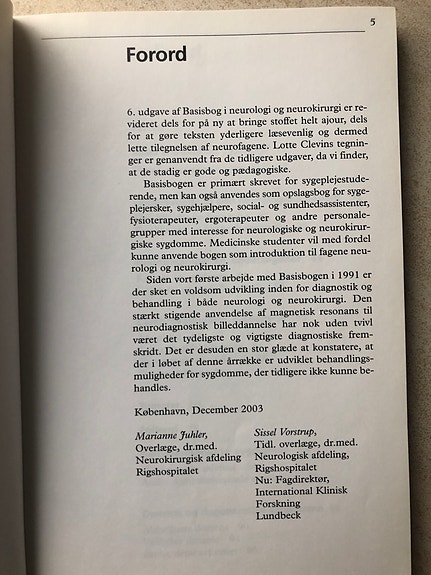 5
Forord
6. udgave af Basisbog i neurologi og neurokirurgi er re-
videret dels for på ny at bringe stoffet helt ajour, dels
for at gøre teksten yderligere læsevenlig og dermed
lette tilegnelsen af neurofagene. Lotte Clevins tegnin-
ger er genanvendt fra de tidligere udgaver, da vi finder,
at de stadig er gode og pædagogiske.
Basisbogen er primært skrevet for sygeplejestude-
rende, men kan også anvendes som opslagsbog for syge-
plejersker, sygehjælpere, social- og sundhedsassistenter,
fysioterapeuter, ergoterapeuter og andre personale-
grupper med interesse for neurologiske og neurokirur-
giske sygdomme. Medicinske studenter vil med fordel
kunne anvende bogen som introduktion til fagene neu-
rologi og neurokirurgi.
Siden vort første arbejde med Basisbogen i 1991 er
der sket en voldsom udvikling inden for diagnostik og
behandling i både neurologi og neurokirurgi. Den
stærkt stigende anvendelse af magnetisk resonans til
neurodiagnostisk billeddannelse har nok uden tvivl
været det tydeligste og vigtigste diagnostiske frem-
skridt. Det er desuden en stor glæde at konstatere, at
der i løbet af denne årrække er udviklet behandlings-
muligheder for sygdomme, der tidligere ikke kunne be-
handles.
København, December 2003
Marianne Juhler,
Overlæge, dr.med.
Neurokirurgisk afdeling
Rigshospitalet
Sissel Vorstrup,
Tidl. overlæge, dr.med.
Neurologisk afdeling,
Rigshospitalet
Nu: Fagdirektør,
International Klinisk
Forskning
Lundbeck